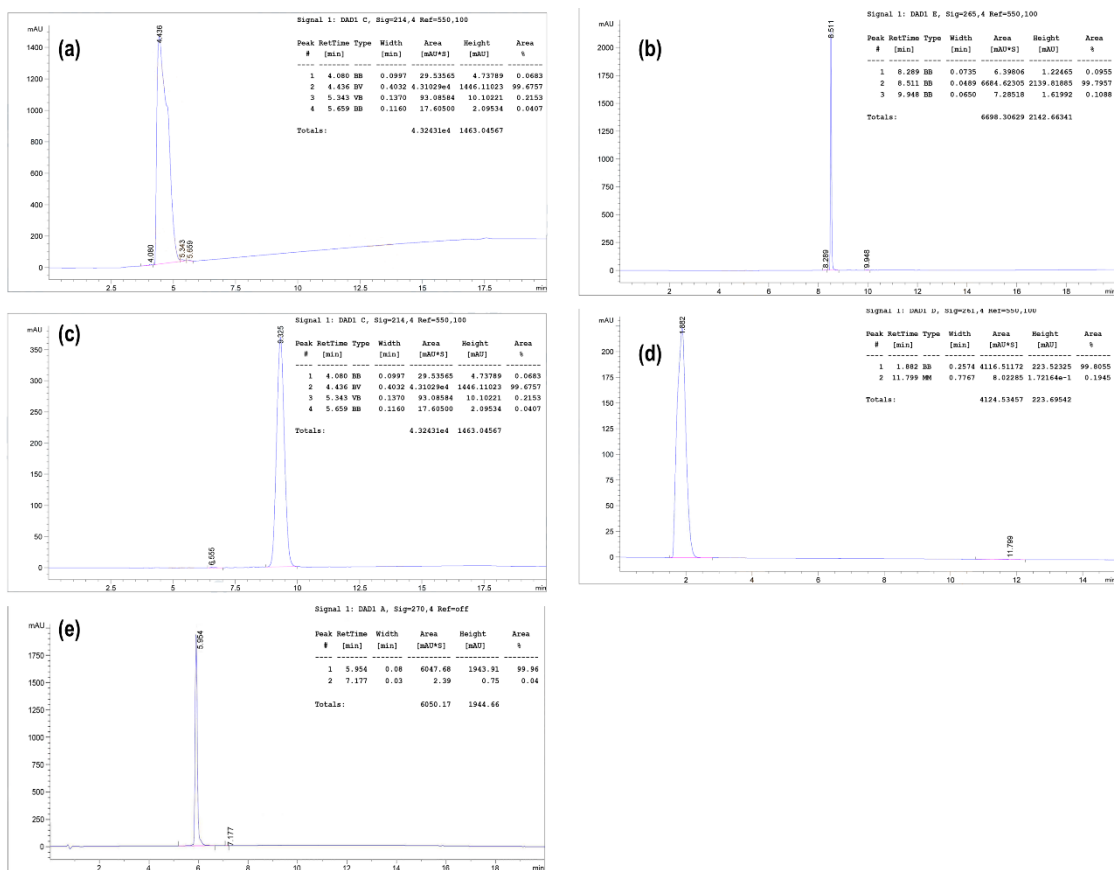 (a)
Signal 1: DAD1 C, Sig=214,4 Ref=550,100
Peak RetTime Type Width Area Height Area
# [min] [min] [mAU*S] [mAU] %
---- ------- ---- ------- ---------- ---------- --------
1 4.080 BB 0.0997 29.53565 4.73789 0.0683
2 4.436 BV 0.4032 4.31029e4 1446.11023 99.6757
3 5.343 VB 0.1370 93.08584 10.10221 0.2153
4 5.659 BB 0.1160 17.60500 2.09534 0.0407
Totals: 4.32431e4 1463.04567
mAU
1400
1200
1000
800
600
400
200
0
4.080
4.436
5.343
5.659
2.5 5 7.5 10 12.5 15 17.5 min
(b)
Signal 1: DAD1 E, Sig=265,4 Ref=550,100
Peak RetTime Type Width Area Height Area
# [min] [min] [mAU*S] [mAU] %
---- ------- ---- ------- ---------- ---------- --------
1 8.289 BB 0.0735 6.39806 1.22465 0.0955
2 8.511 BB 0.0489 6684.62305 2139.81885 99.7957
3 9.948 BB 0.0650 7.28518 1.61992 0.1088
Totals: 6698.30629 2142.66341
mAU
2000
1750
1500
1250
1000
750
500
250
0
8.289
8.511
9.948
2 4 6 8 10 12 14 16 18 min
(c)
Signal 1: DAD1 C, Sig=214,4 Ref=550,100
Peak RetTime Type Width Area Height Area
# [min] [min] [mAU*S] [mAU] %
---- ------- ---- ------- ---------- ---------- --------
1 4.080 BB 0.0997 29.53565 4.73789 0.0683
2 4.436 BV 0.4032 4.31029e4 1446.11023 99.6757
3 5.343 VB 0.1370 93.08584 10.10221 0.2153
4 5.659 BB 0.1160 17.60500 2.09534 0.0407
Totals: 4.32431e4 1463.04567
mAU
350
300
250
200
150
100
50
0
6.555
9.325
2.5 5 7.5 10 12.5 15 17.5 min
(d)
Signal 1: DAD1 D, Sig=261,4 Ref=550,100
Peak RetTime Type Width Area Height Area
# [min] [min] [mAU*S] [mAU] %
---- ------- ---- ------- ---------- ---------- --------
1 1.882 BB 0.2574 4116.51172 223.52325 99.8055
2 11.799 MM 0.7767 8.02285 1.72164e-1 0.1945
Totals: 4124.53457 223.69542
mAU
200
175
150
125
100
75
50
25
0
1.882
11.799
2 4 6 8 10 12 14 min
(e)
Signal 1: DAD1 A, Sig=270,4 Ref=off
Peak RetTime Width Area Height Area
# [min] [min] [mAU*S] [mAU] %
---- ------- ------- ---------- ---------- --------
1 5.954 0.08 6047.68 1943.91 99.96
2 7.177 0.03 2.39 0.75 0.04
Totals: 6050.17 1944.66
mAU
1750
1500
1250
1000
750
500
250
0
5.954
7.177
2 4 6 8 10 12 14 16 18 min